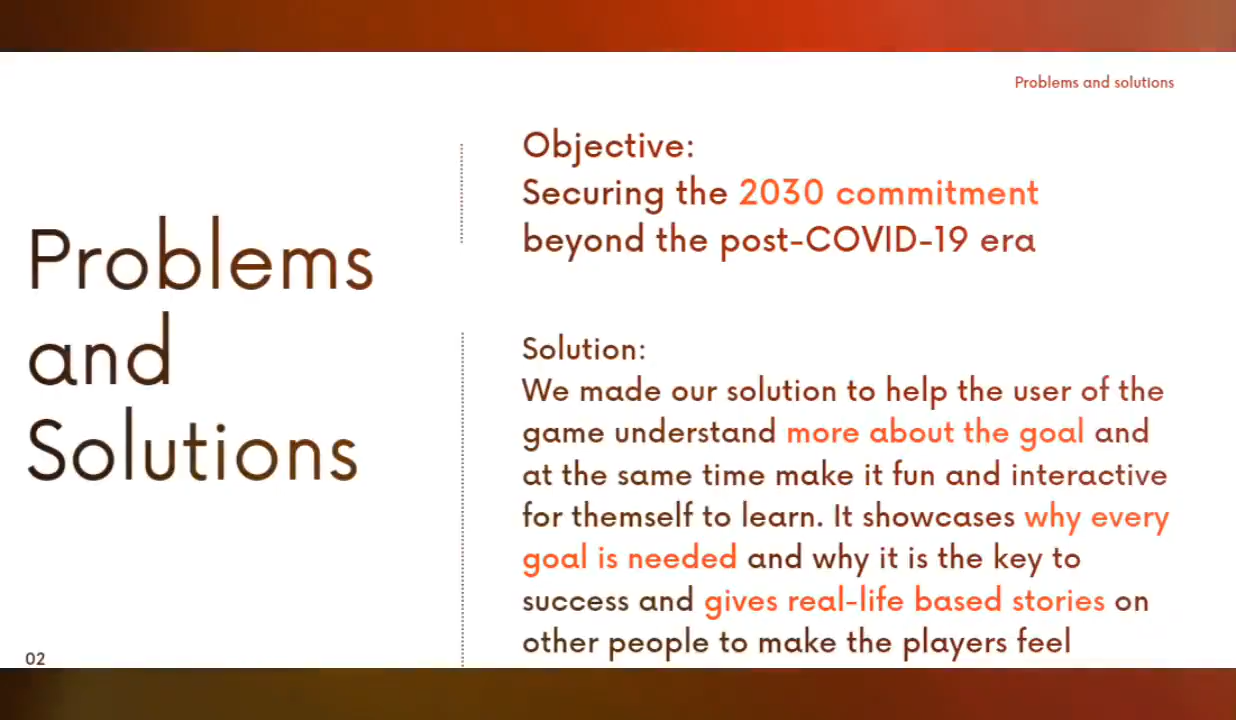 Problems and solutions
Problems
and
Solutions
Objective:
Securing the 2030 commitment
beyond the post-COVID-19 era
Solution:
We made our solution to help the user of the
game understand more about the goal and
at the same time make it fun and interactive
for themself to learn. It showcases why every
goal is needed and why it is the key to
success and gives real-life based stories on
other people to make the players feel
02